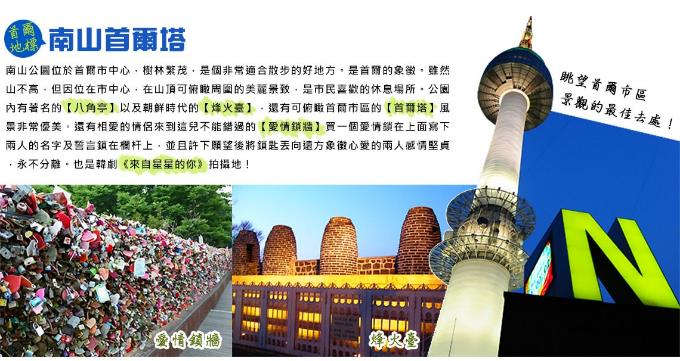 首爾
地標
南山首爾塔
南山公園位於首爾市中心，樹林繁茂，是個非常適合散步的好地方。是首爾的象徵。雖然
山不高，但因位在市中心，在山頂可俯瞰周圍的美麗景致，是市民喜歡的休息場所。公園
內有著名的【八角亭】以及朝鮮時代的【烽火臺】，還有可俯瞰首爾市區的【首爾塔】風
景非常優美。還有相愛的情侶來到這兒不能錯過的【愛情鎖牆】買一個愛情鎖在上面寫下
兩人的名字及誓言鎖在欄杆上，並且許下願望後將鎖匙丟向遠方象徵心愛的兩人感情堅貞
，永不分離。也是韓劇《來自星星的你》拍攝地！
眺望首爾市區
景觀的最佳去處！
N
愛情鎖牆
烽火臺